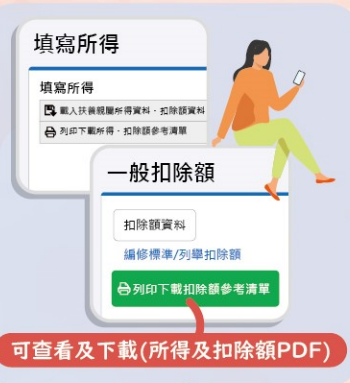 填寫所得
填寫所得
載入扶養親屬所得資料、扣除額資料
列印下載所得、扣除額參考清單
一般扣除額
扣除額資料
編修標準/列舉扣除額
列印下載扣除額參考清單
可查看及下載(所得及扣除額PDF)